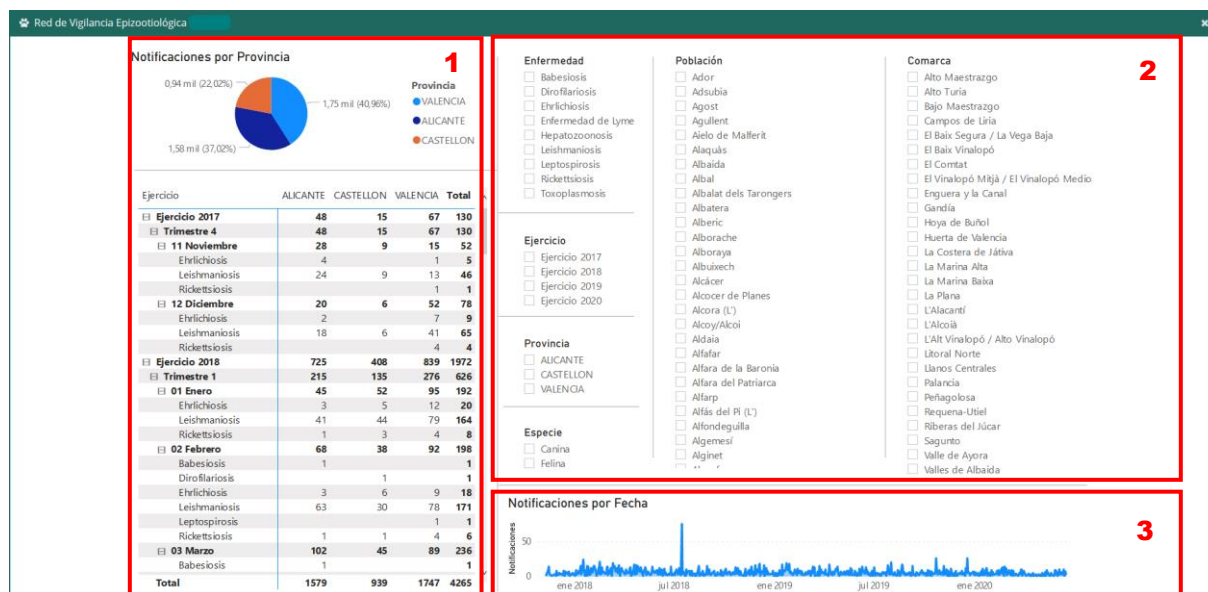 Red de Vigilancia Epizootiológica
1
Notificaciones por Provincia
0,94 mil (22,02%)
1,75 mil (40,96%)
1,58 mil (37,02%)
Provincia
VALENCIA
ALICANTE
CASTELLON
Ejercicio ALICANTE CASTELLON VALENCIA Total
Ejercicio 2017 48 15 67 130
Trimestre 4 48 15 67 130
11 Noviembre 28 9 15 52
Ehrlichiosis 4 1 5
Leishmaniosis 24 9 13 46
Rickettsiosis 1 1
12 Diciembre 20 6 52 78
Ehrlichiosis 2 7 9
Leishmaniosis 18 6 41 65
Rickettsiosis 4 4
Ejercicio 2018 725 408 839 1972
Trimestre 1 215 135 276 626
01 Enero 45 52 95 192
Ehrlichiosis 3 5 12 20
Leishmaniosis 41 44 79 164
Rickettsiosis 1 3 4 8
02 Febrero 68 38 92 198
Babesiosis 1 1
Dirofilariosis 1 1
Ehrlichiosis 3 6 9 18
Leishmaniosis 63 30 78 171
Leptospirosis 1 1
Rickettsiosis 1 1 4 6
03 Marzo 102 45 89 236
Babesiosis 1 1
Total 1579 939 1747 4265
2
Enfermedad
Babesiosis
Dirofilariosis
Ehrlichiosis
Enfermedad de Lyme
Hepatozoonosis
Leishmaniosis
Leptospirosis
Rickettsiosis
Toxoplasmosis
Ejercicio
Ejercicio 2017
Ejercicio 2018
Ejercicio 2019
Ejercicio 2020
Provincia
ALICANTE
CASTELLON
VALENCIA
Especie
Canina
Felina
Población
Ador
Adsubia
Agost
Agullent
Aielo de Malferit
Alaquàs
Albaida
Albal
Albalat dels Tarongers
Albatera
Alberic
Alborache
Alboraya
Albuixech
Alcácer
Alcocer de Planes
Alcora (L')
Alcoy/Alcoi
Aldaia
Alfafar
Alfara de la Baronia
Alfara del Patriarca
Alfarp
Alfás del Pi (L')
Alfondeguilla
Algemesí
Alginet
Comarca
Alto Maestrazgo
Alto Turia
Bajo Maestrazgo
Campos de Liria
El Baix Segura / La Vega Baja
El Baix Vinalopó
El Comtat
El Vinalopó Mitjà / El Vinalopó Medio
Enguera y la Canal
Gandía
Hoya de Buñol
Huerta de Valencia
La Costera de Játiva
La Marina Alta
La Marina Baixa
La Plana
L'Alacantí
L'Alcoià
L'Alt Vinalopó / Alto Vinalopó
Litoral Norte
Llanos Centrales
Palancia
Peñagolosa
Requena-Utiel
Riberas del Júcar
Sagunto
Valle de Ayora
Valles de Albaida
3
Notificaciones por Fecha
Notificaciones
50
0
ene 2018 jul 2018 ene 2019 jul 2019 ene 2020